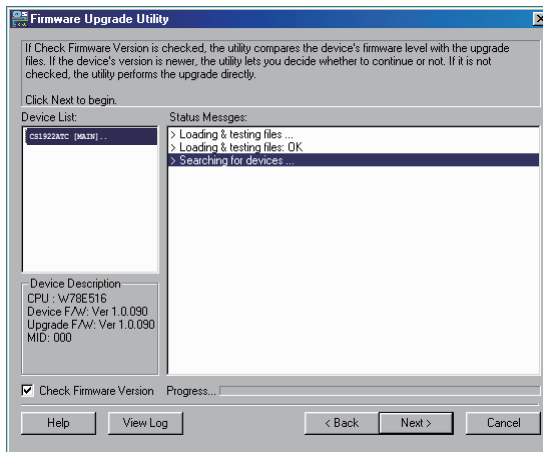 Firmware Upgrade Utility
If Check Firmware Version is checked, the utility compares the device's firmware level with the upgrade
files. If the device's version is newer, the utility lets you decide whether to continue or not. If it is not
checked, the utility performs the upgrade directly.
Click Next to begin.
Device List:
Status Messges:
CS1922ATC [MAIN]..
> Loading & testing files ...
> Loading & testing files: OK
> Searching for devices ...
Device Description
CPU : W78E516
Device F/W: Ver 1.0.090
Upgrade F/W: Ver 1.0.090
MID: 000
Check Firmware Version
Progress...
Help
View Log
< Back
Next >
Cancel